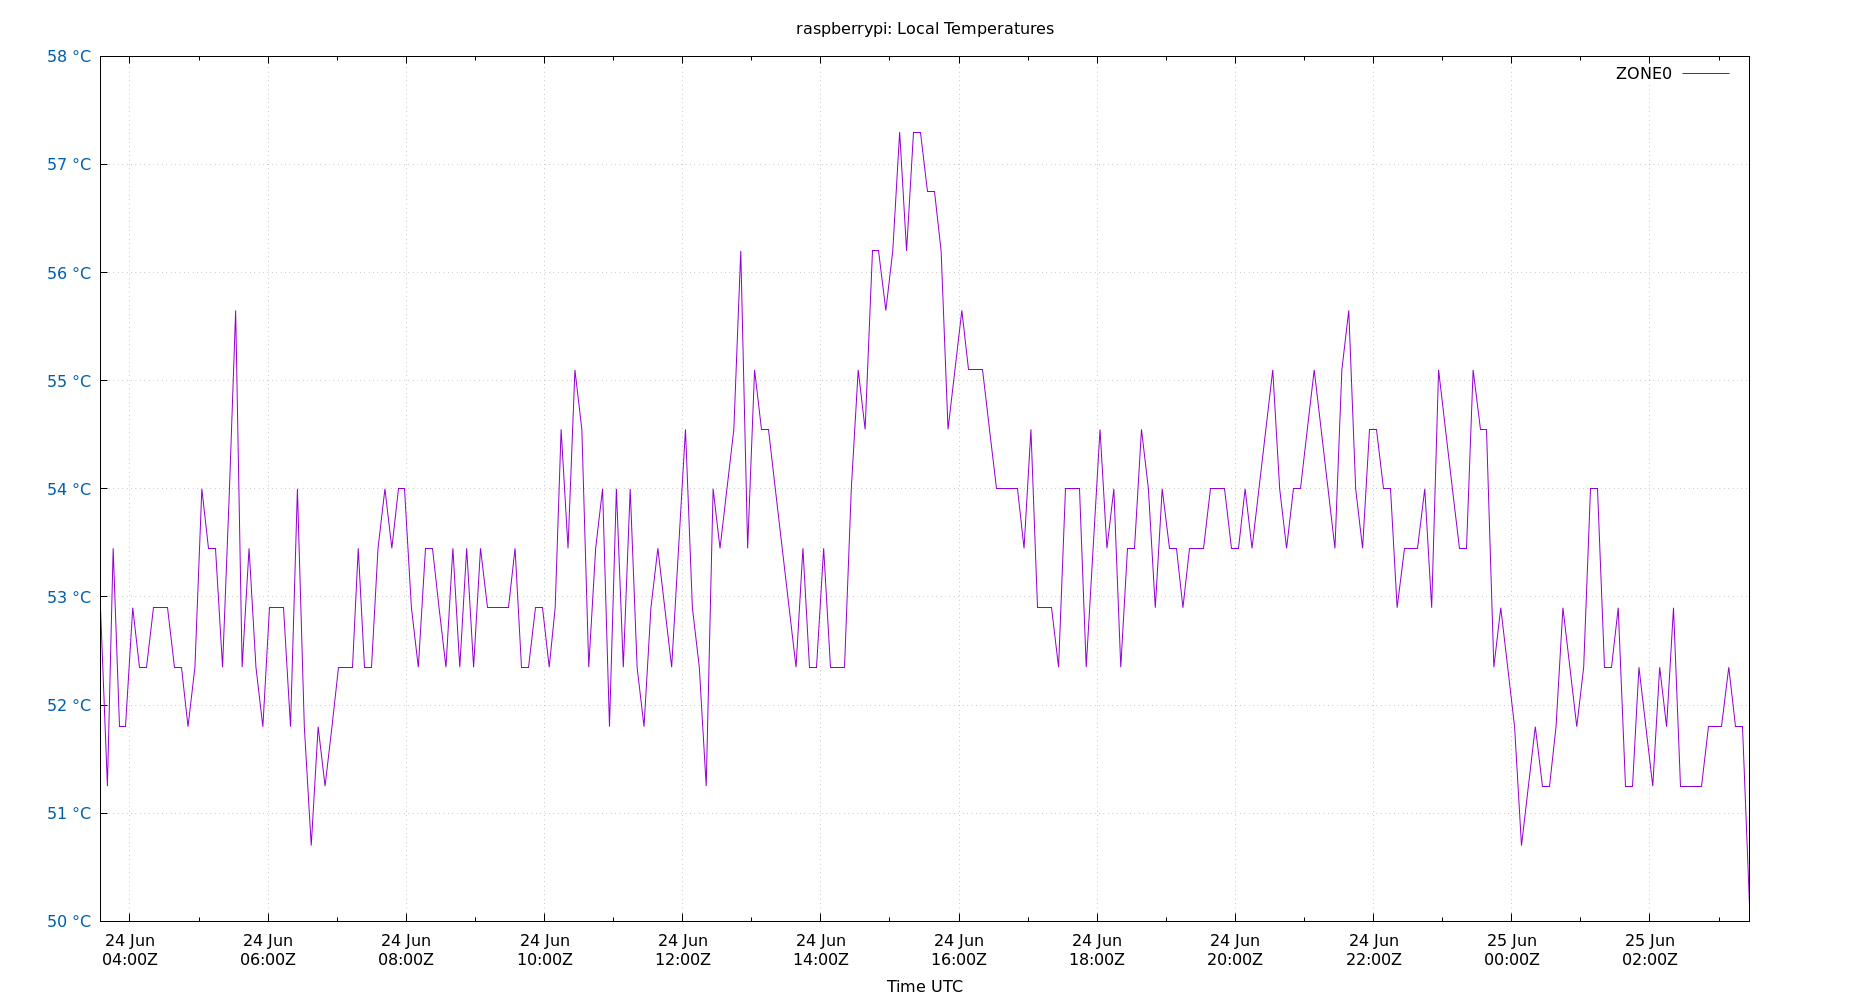 raspberrypi: Local Temperatures
58 °C
ZONE0
57 °C
56 °C
55 °C
54 °C
53 °C
52 °C
51 °C
50 °C
24 Jun 24 Jun 24 Jun 24 Jun 24 Jun 24 Jun 24 Jun 24 Jun 24 Jun 24 Jun 25 Jun 25 Jun
04:00Z 06:00Z 08:00Z 10:00Z 12:00Z 14:00Z 16:00Z 18:00Z 20:00Z 22:00Z 00:00Z 02:00Z
Time UTC